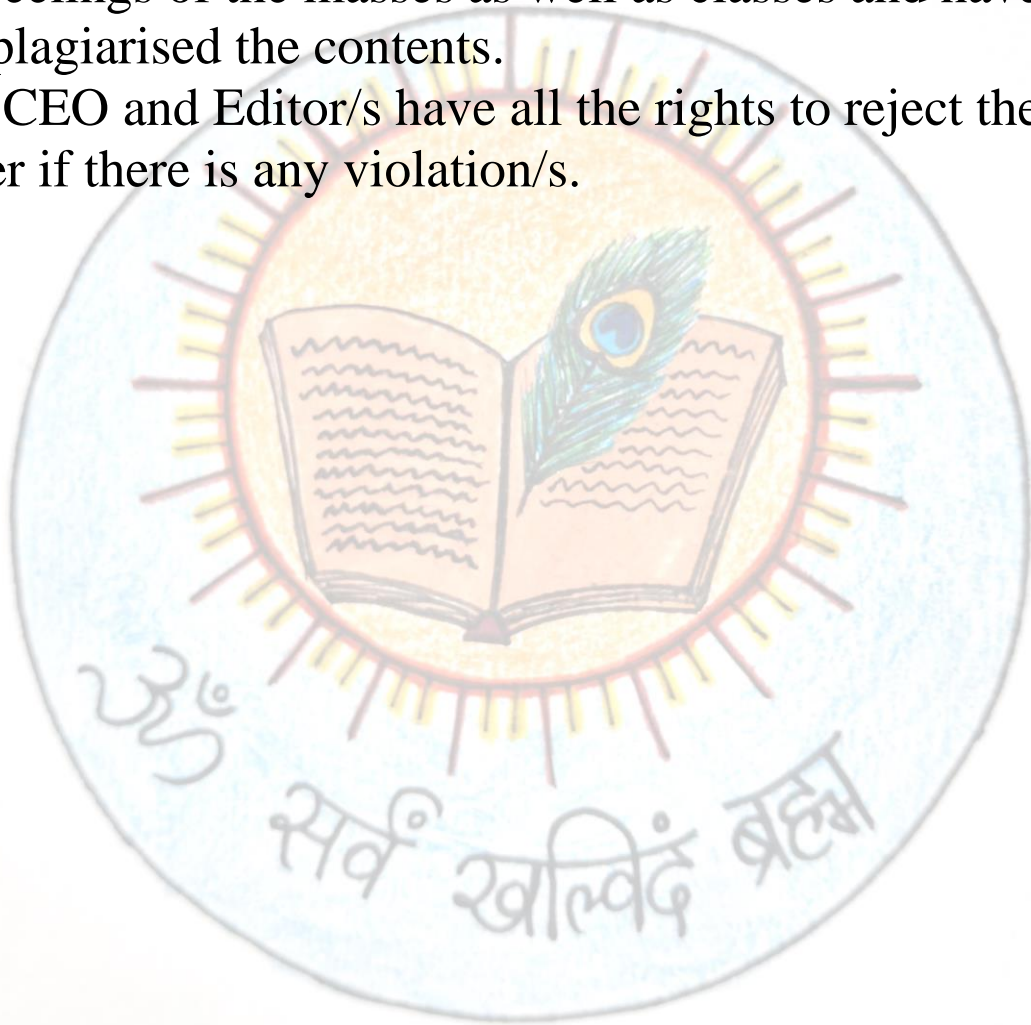 eelings of the masses as well as classes and have
plagiarised the contents.
CEO and Editor/s have all the rights to reject the
er if there is any violation/s.
ॐ सर्वं खल्विदं ब्रह्म